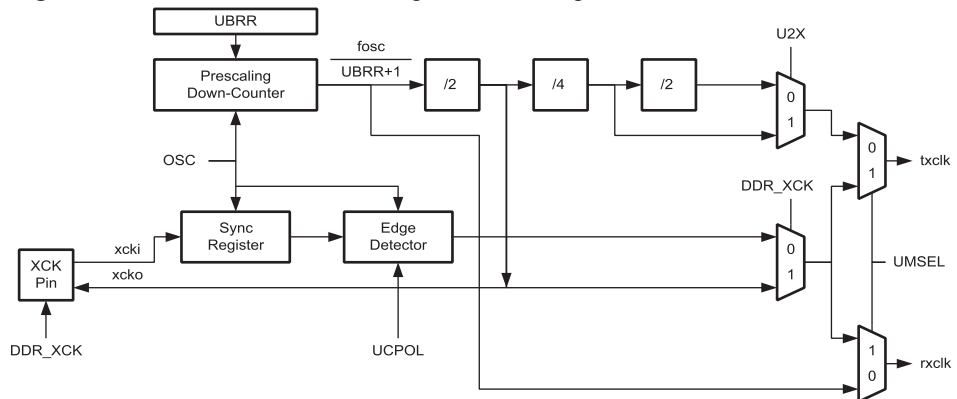 UBRR
fosc
U2X
Prescaling
Down-Counter
UBRR+1
/2
/4
/2
0
1
OSC
0
1
txclk
DDR_XCK
Sync
Register
Edge
Detector
xcki
0
1
UMSEL
XCK
Pin
xcko
DDR_XCK
UCPOL
1
0
rxclk